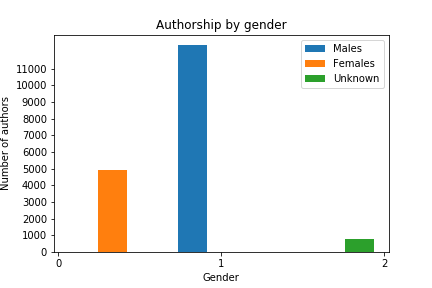 Authorship by gender
Males
Females
Unknown
11000
10000
9000
8000
7000
6000
5000
4000
3000
2000
1000
0
Number of authors
0
1
2
Gender